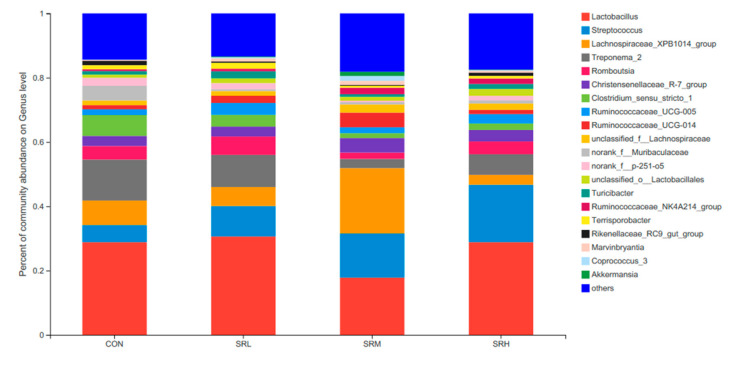 Percent of community abundance on Genus level
1
0.8
0.6
0.4
0.2
0
CON
SRL
SRM
SRH
Lactobacillus
Streptococcus
Lachnospiraceae_XPB1014_group
Treponema_2
Romboutsia
Christensenellaceae_R-7_group
Clostridium_sensu_stricto_1
Ruminococcaceae_UCG-005
Ruminococcaceae_UCG-014
unclassified_f__Lachnospiraceae
norank_f__Muribaculaceae
norank_f__p-251-o5
unclassified_o__Lactobacillales
Turicibacter
Ruminococcaceae_NK4A214_group
Terrisporobacter
Rikenellaceae_RC9_gut_group
Marvinbryantia
Coprococcus_3
Akkermansia
others